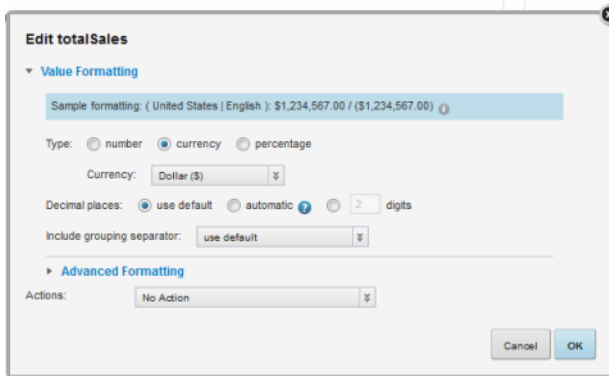 Edit totalSales
Value Formatting
Sample formatting: ( United States | English ): $1,234,567.00 / ($1,234,567.00)
Type: number currency percentage
Currency: Dollar ($)
Decimal places: use default automatic ? 2 digits
Include grouping separator: use default
Advanced Formatting
Actions: No Action
Cancel OK